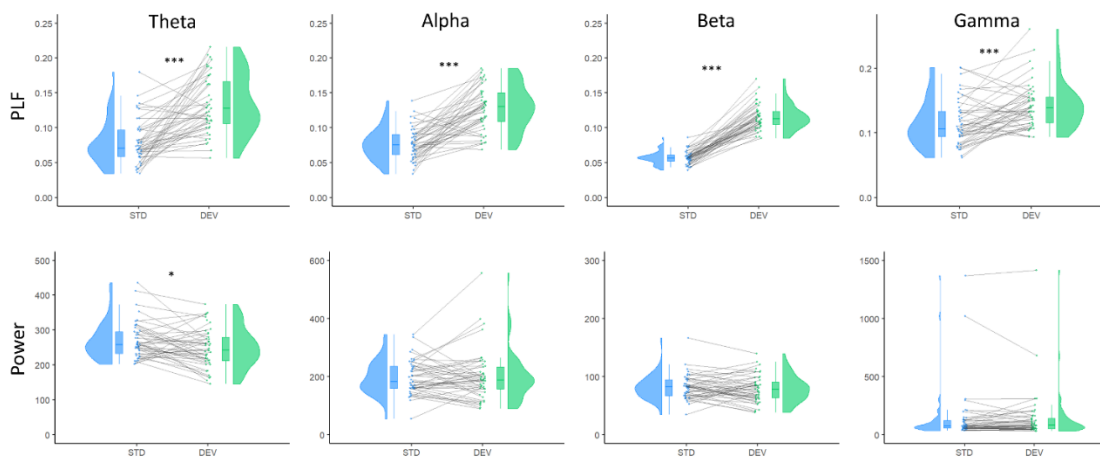 Theta
Alpha
Beta
Gamma
PLF
0.25
0.20
0.15
0.10
0.05
0.00
***
STD
DEV
0.25
0.20
0.15
0.10
0.05
0.00
***
STD
DEV
0.25
0.20
0.15
0.10
0.05
0.00
***
STD
DEV
0.2
0.1
0.0
***
STD
DEV
Power
500
400
300
200
100
0
*
STD
DEV
600
400
200
0
STD
DEV
300
200
100
0
STD
DEV
1500
1000
500
0
STD
DEV